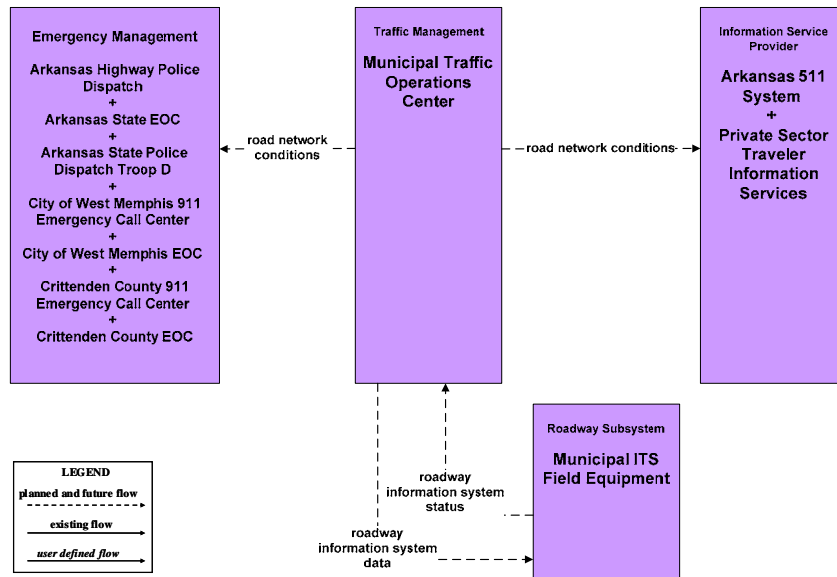 Emergency Management
Arkansas Highway Police
Dispatch
+
Arkansas State EOC
+
Arkansas State Police
Dispatch Troop D
+
City of West Memphis 911
Emergency Call Center
+
City of West Memphis EOC
+
Crittenden County 911
Emergency Call Center
+
Crittenden County EOC
road network
conditions
Traffic Management
Municipal Traffic
Operations
Center
road network conditions
Information Service
Provider
Arkansas 511
System
+
Private Sector
Traveler
Information
Services
Roadway Subsystem
Municipal ITS
Field Equipment
roadway
information system
status
roadway
information system
data
LEGEND
planned and future flow
existing flow
user defined flow